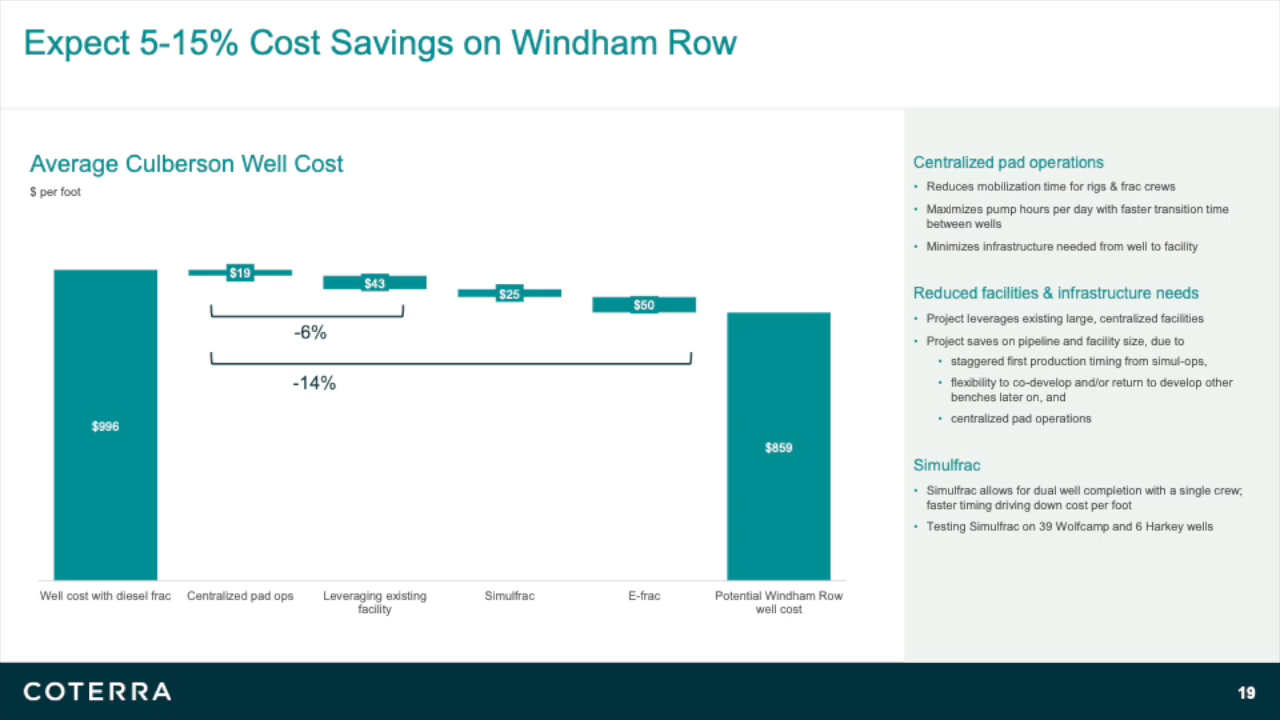 Expect 5-15% Cost Savings on Windham Row
Average Culberson Well Cost
$ per foot
$996
$19
$43
$25
$50
$859
-6%
-14%
Well cost with diesel frac
Centralized pad ops
Leveraging existing
facility
Simulfrac
E-frac
Potential Windham Row
well cost
Centralized pad operations
• Reduces mobilization time for rigs & frac crews
• Maximizes pump hours per day with faster transition time
between wells
• Minimizes infrastructure needed from well to facility
Reduced facilities & infrastructure needs
• Project leverages existing large, centralized facilities
• Project saves on pipeline and facility size, due to
• staggered first production timing from simul-ops,
• flexibility to co-develop and/or return to develop other
benches later on, and
• centralized pad operations
Simulfrac
• Simulfrac allows for dual well completion with a single crew;
faster timing driving down cost per foot
• Testing Simulfrac on 39 Wolfcamp and 6 Harkey wells
COTERRA
19